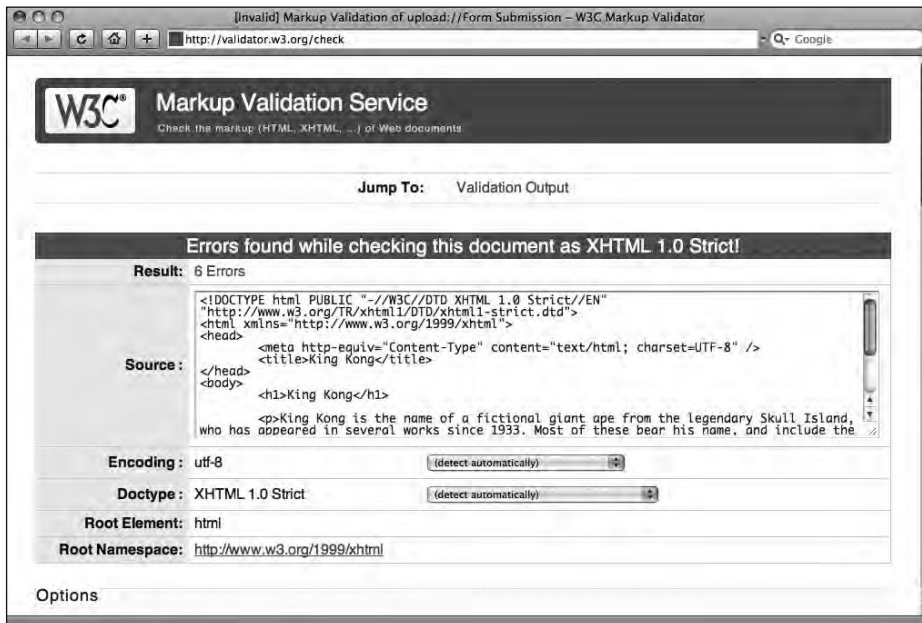 [Invalid] Markup Validation of upload://Form Submission – W3C Markup Validator
http://validator.w3.org/check
Google
W3C® Markup Validation Service
Check the markup (HTML, XHTML, ...) of Web documents
Jump To: Validation Output
Errors found while checking this document as XHTML 1.0 Strict!
Result: 6 Errors
Source :
<!DOCTYPE html PUBLIC "-//W3C//DTD XHTML 1.0 Strict//EN"
"http://www.w3.org/TR/xhtml1/DTD/xhtml1-strict.dtd">
<html xmlns="http://www.w3.org/1999/xhtml">
<head>
<meta http-equiv="Content-Type" content="text/html; charset=UTF-8" />
<title>King Kong</title>
</head>
<body>
<h1>King Kong</h1>
<p>King Kong is the name of a fictional giant ape from the legendary Skull Island,
who has appeared in several works since 1933. Most of these bear his name, and include the
Encoding : utf-8 (detect automatically)
Doctype : XHTML 1.0 Strict (detect automatically)
Root Element: html
Root Namespace: http://www.w3.org/1999/xhtml
Options